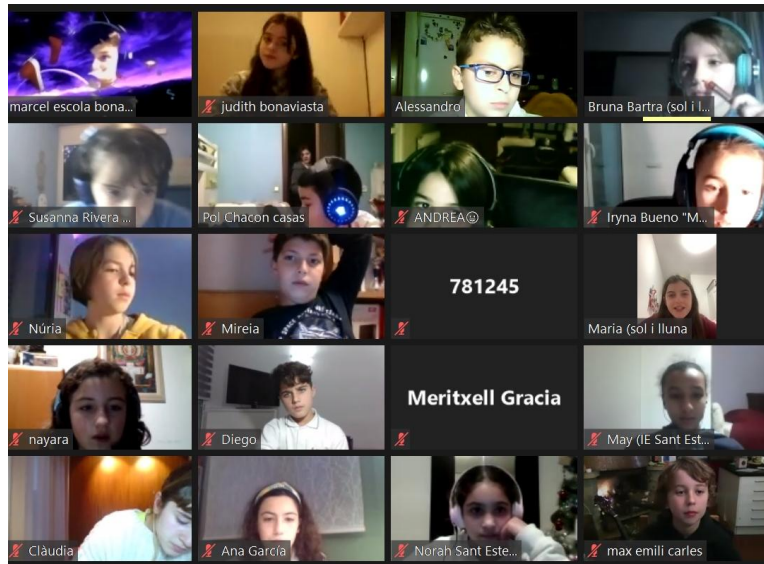 marcel escola bona...
judith bonaviasta
Alessandro
Bruna Bartra (sol i l...
Susanna Rivera ...
Pol Chacon casas
ANDREA☺
Iryna Bueno "M...
Núria
Mireia
781245
Maria (sol i lluna
nayara
Diego
Meritxell Gracia
May (IE Sant Est...
Clàudia
Ana García
Norah Sant Este...
max emili carles